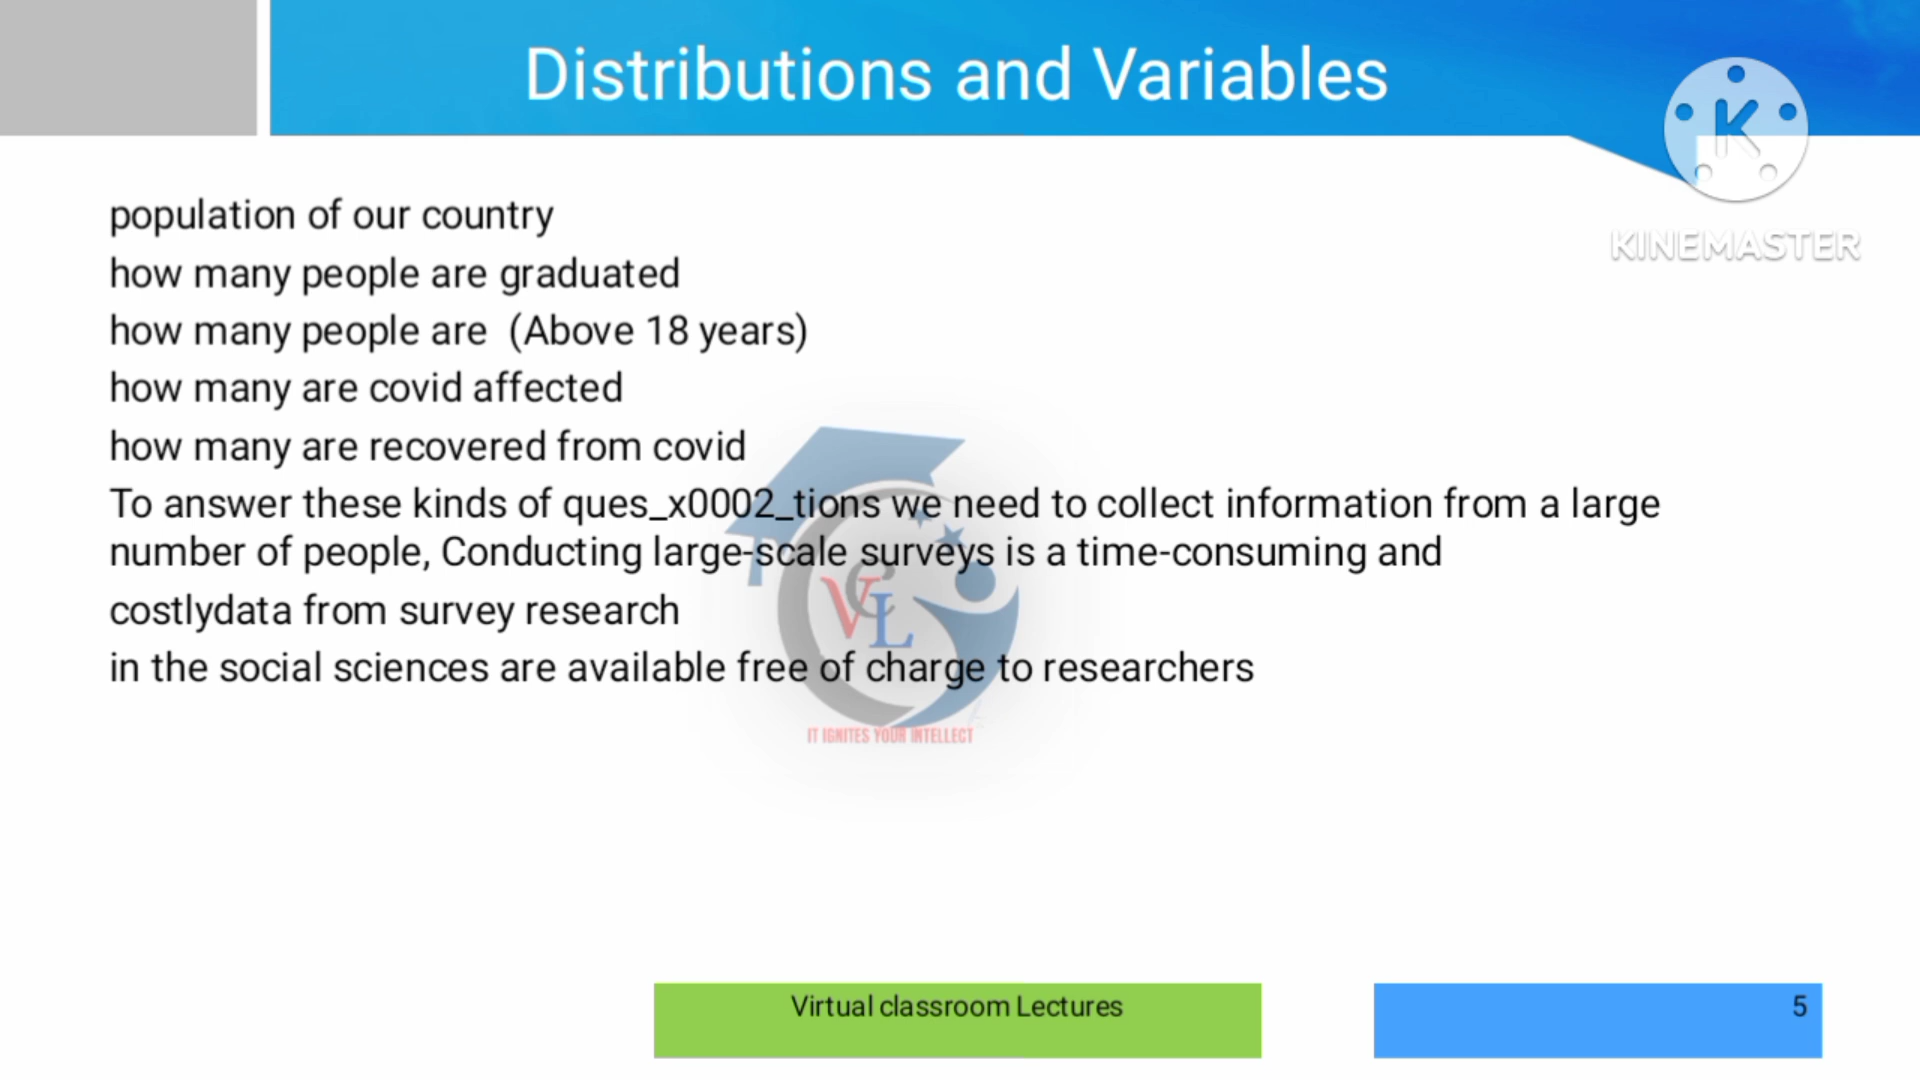 Distributions and Variables
KINEMASTER
population of our country
how many people are graduated
how many people are  (Above 18 years)
how many are covid affected
how many are recovered from covid
To answer these kinds of ques_x0002_tions we need to collect information from a large
number of people, Conducting large-scale surveys is a time-consuming and
costlydata from survey research
in the social sciences are available free of charge to researchers
VCL
IT IGNITES YOUR INTELLECT
Virtual classroom Lectures
5